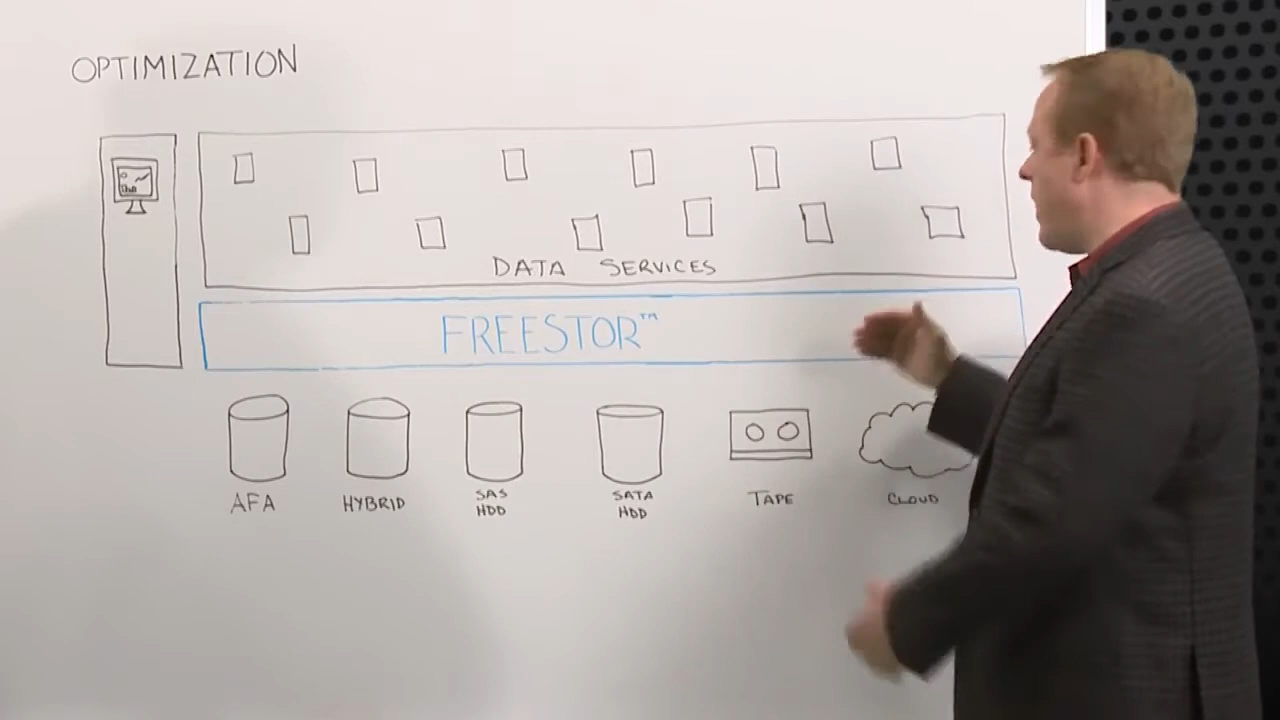 OPTIMIZATION
DATA SERVICES
FREESTOR™
AFA
HYBRID
SAS
HDD
SATA
HDD
TAPE
CLOUD